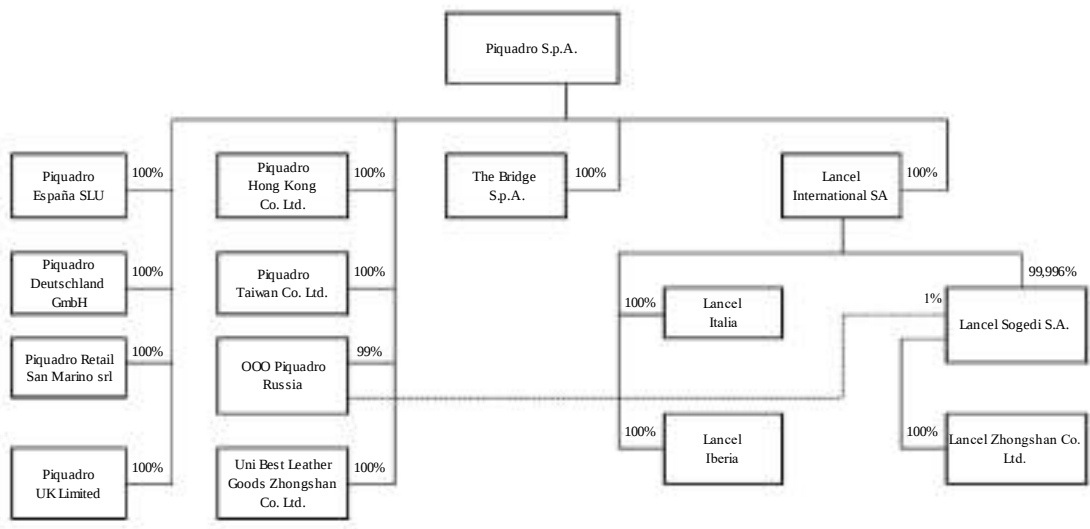 Piquadro S.p.A.
Piquadro
España SLU
100%
Piquadro
Hong Kong
Co. Ltd.
100%
The Bridge
S.p.A.
100%
Lancel
International SA
100%
Piquadro
Deutschland
GmbH
100%
Piquadro
Taiwan Co. Ltd.
100%
100%
Lancel
Italia
99,996%
1%
Lancel Sogedi S.A.
Piquadro Retail
San Marino srl
100%
OOO Piquadro
Russia
99%
Piquadro
UK Limited
100%
Uni Best Leather
Goods Zhongshan
Co. Ltd.
100%
100%
Lancel
Iberia
100%
Lancel Zhongshan Co.
Ltd.